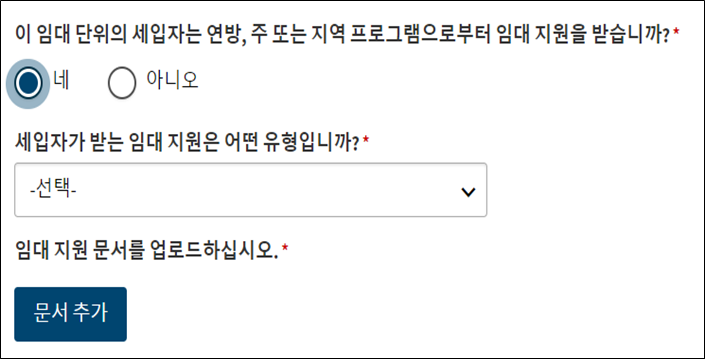 이 임대 단위의 세입자는 연방, 주 또는 지역 프로그램으로부터 임대 지원을 받습니까?*
네 아니오
세입자가 받는 임대 지원은 어떤 유형입니까?*
-선택-
임대 지원 문서를 업로드하십시오.*
문서 추가